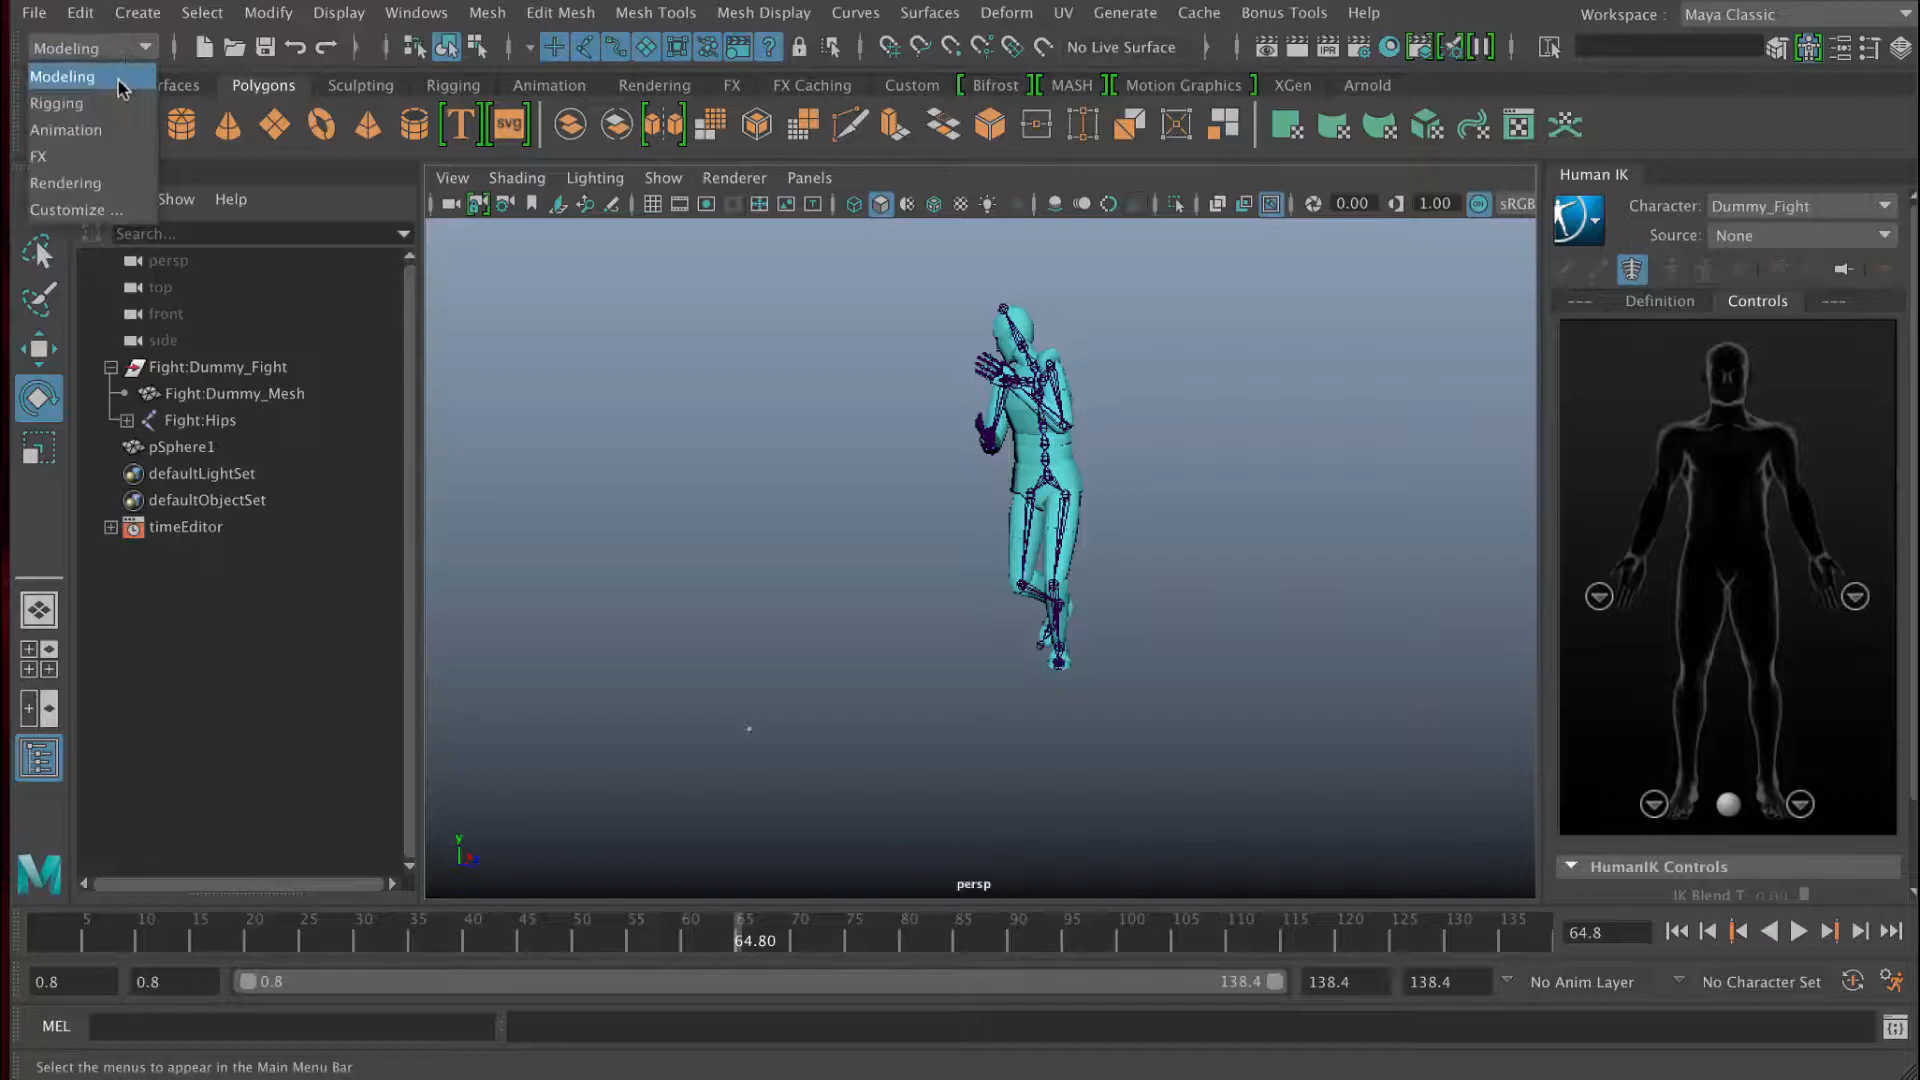 File Edit Create Select Modify Display Windows Mesh Edit Mesh Mesh Tools Mesh Display Curves Surfaces Deform UV Generate Cache Bonus Tools Help Workspace : Maya Classic
Modeling No Live Surface
Modeling
Rigging
Animation
FX
Rendering
Customize ...
rfaces Polygons Sculpting Rigging Animation Rendering FX FX Caching Custom Bifrost MASH Motion Graphics XGen Arnold
T svg
IPR
Show Help
Search...
persp
top
front
side
Fight:Dummy_Fight
Fight:Dummy_Mesh
Fight:Hips
pSphere1
defaultLightSet
defaultObjectSet
timeEditor
View Shading Lighting Show Renderer Panels
0.00 1.00 ON sRGB
y
persp
Human IK
Character: Dummy_Fight
Source: None
--- Definition Controls ---
HumanIK Controls
IK Blend T 0.00
5 10 15 20 25 30 35 40 45 50 55 60 65 70 75 80 85 90 95 100 105 110 115 120 125 130 135
64.80
64.8
0.8 0.8 0.8 138.4 138.4 138.4 No Anim Layer No Character Set
MEL
Select the menus to appear in the Main Menu Bar